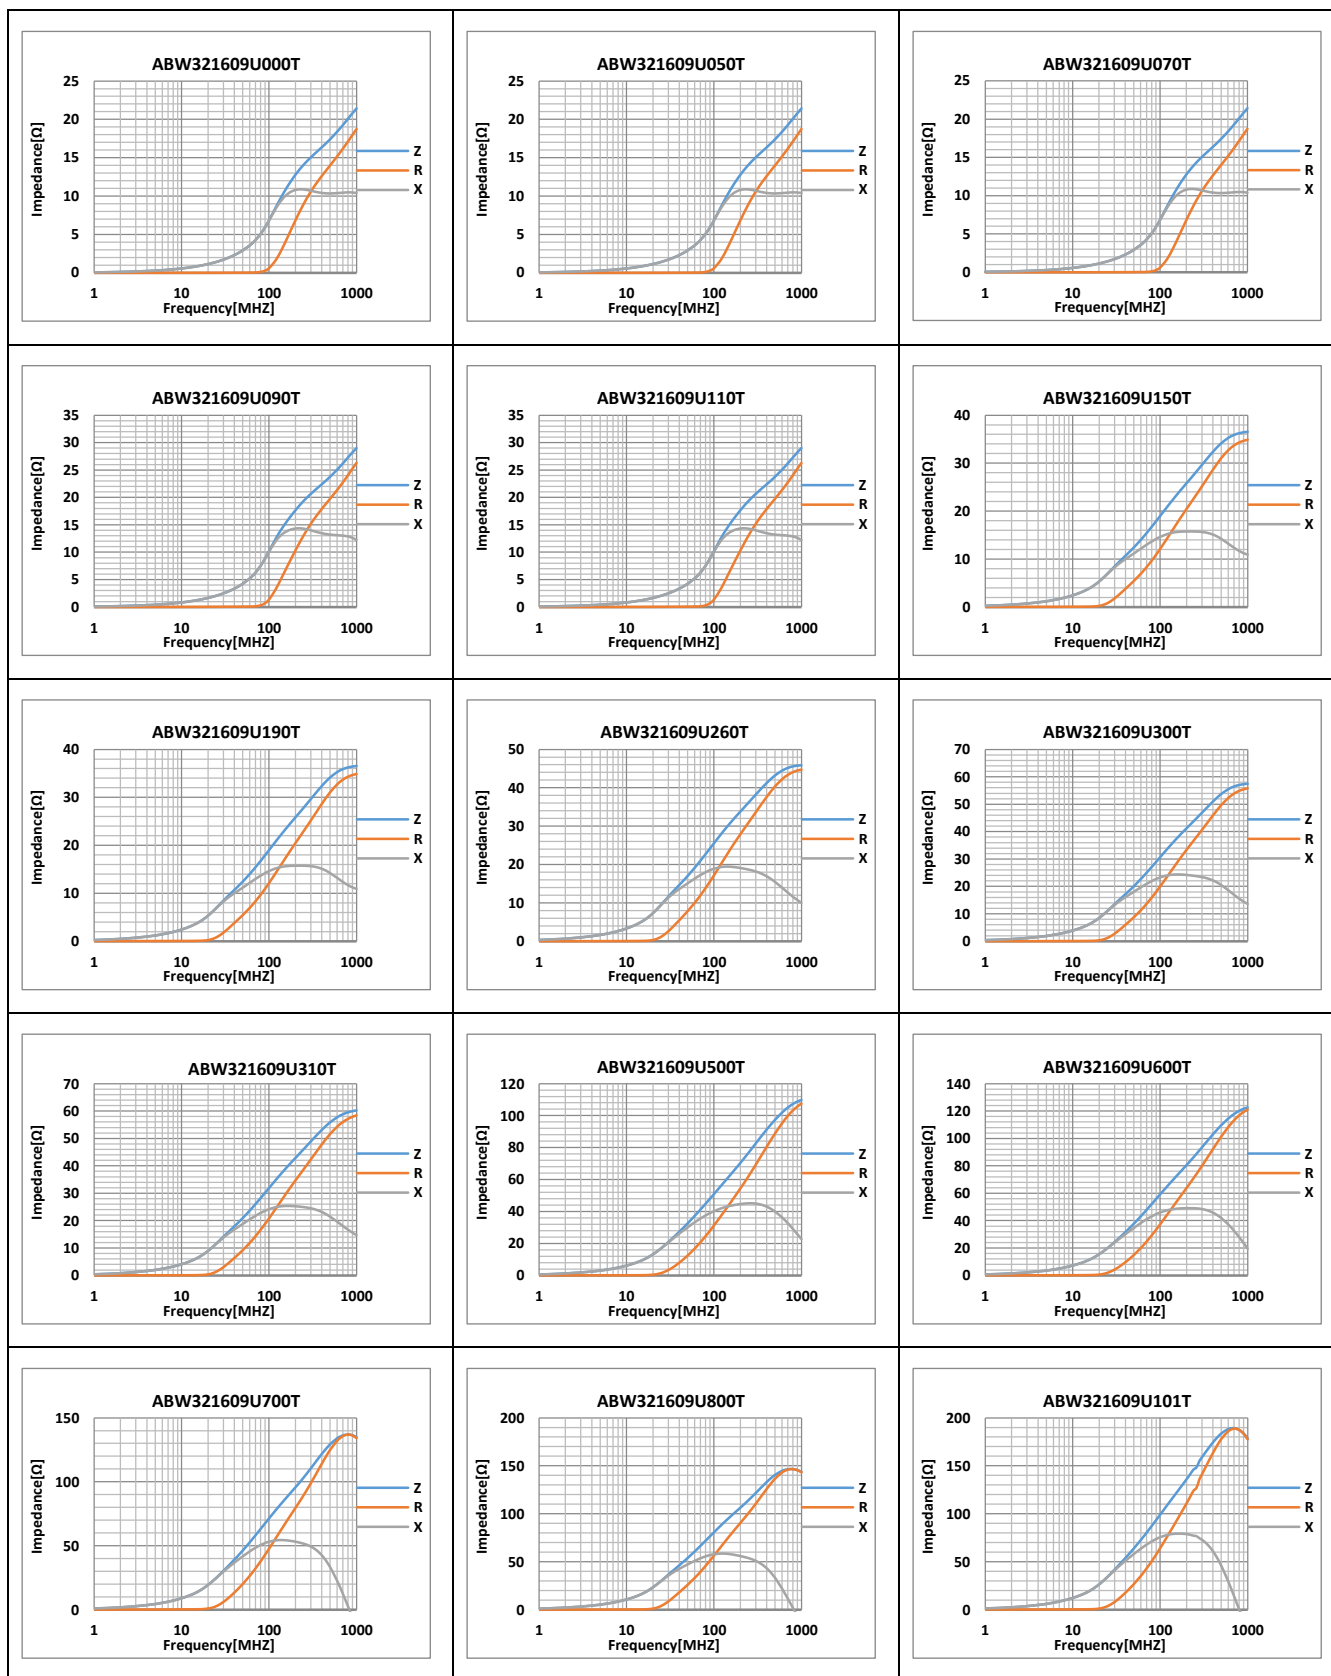 ABW321609U000T
Impedance[Ω]
25
20
15
10
5
0
1 10 100 1000
Frequency[MHZ]
Z
R
X
ABW321609U050T
Impedance[Ω]
25
20
15
10
5
0
1 10 100 1000
Frequency[MHZ]
Z
R
X
ABW321609U070T
Impedance[Ω]
25
20
15
10
5
0
1 10 100 1000
Frequency[MHZ]
Z
R
X
ABW321609U090T
Impedance[Ω]
35
30
25
20
15
10
5
0
1 10 100 1000
Frequency[MHZ]
Z
R
X
ABW321609U110T
Impedance[Ω]
35
30
25
20
15
10
5
0
1 10 100 1000
Frequency[MHZ]
Z
R
X
ABW321609U150T
Impedance[Ω]
40
30
20
10
0
1 10 100 1000
Frequency[MHZ]
Z
R
X
ABW321609U190T
Impedance[Ω]
40
30
20
10
0
1 10 100 1000
Frequency[MHZ]
Z
R
X
ABW321609U260T
Impedance[Ω]
50
40
30
20
10
0
1 10 100 1000
Frequency[MHZ]
Z
R
X
ABW321609U300T
Impedance[Ω]
70
60
50
40
30
20
10
0
1 10 100 1000
Frequency[MHZ]
Z
R
X
ABW321609U310T
Impedance[Ω]
70
60
50
40
30
20
10
0
1 10 100 1000
Frequency[MHZ]
Z
R
X
ABW321609U500T
Impedance[Ω]
120
100
80
60
40
20
0
1 10 100 1000
Frequency[MHZ]
Z
R
X
ABW321609U600T
Impedance[Ω]
140
120
100
80
60
40
20
0
1 10 100 1000
Frequency[MHZ]
Z
R
X
ABW321609U700T
Impedance[Ω]
150
100
50
0
1 10 100 1000
Frequency[MHZ]
Z
R
X
ABW321609U800T
Impedance[Ω]
200
150
100
50
0
1 10 100 1000
Frequency[MHZ]
Z
R
X
ABW321609U101T
Impedance[Ω]
200
150
100
50
0
1 10 100 1000
Frequency[MHZ]
Z
R
X